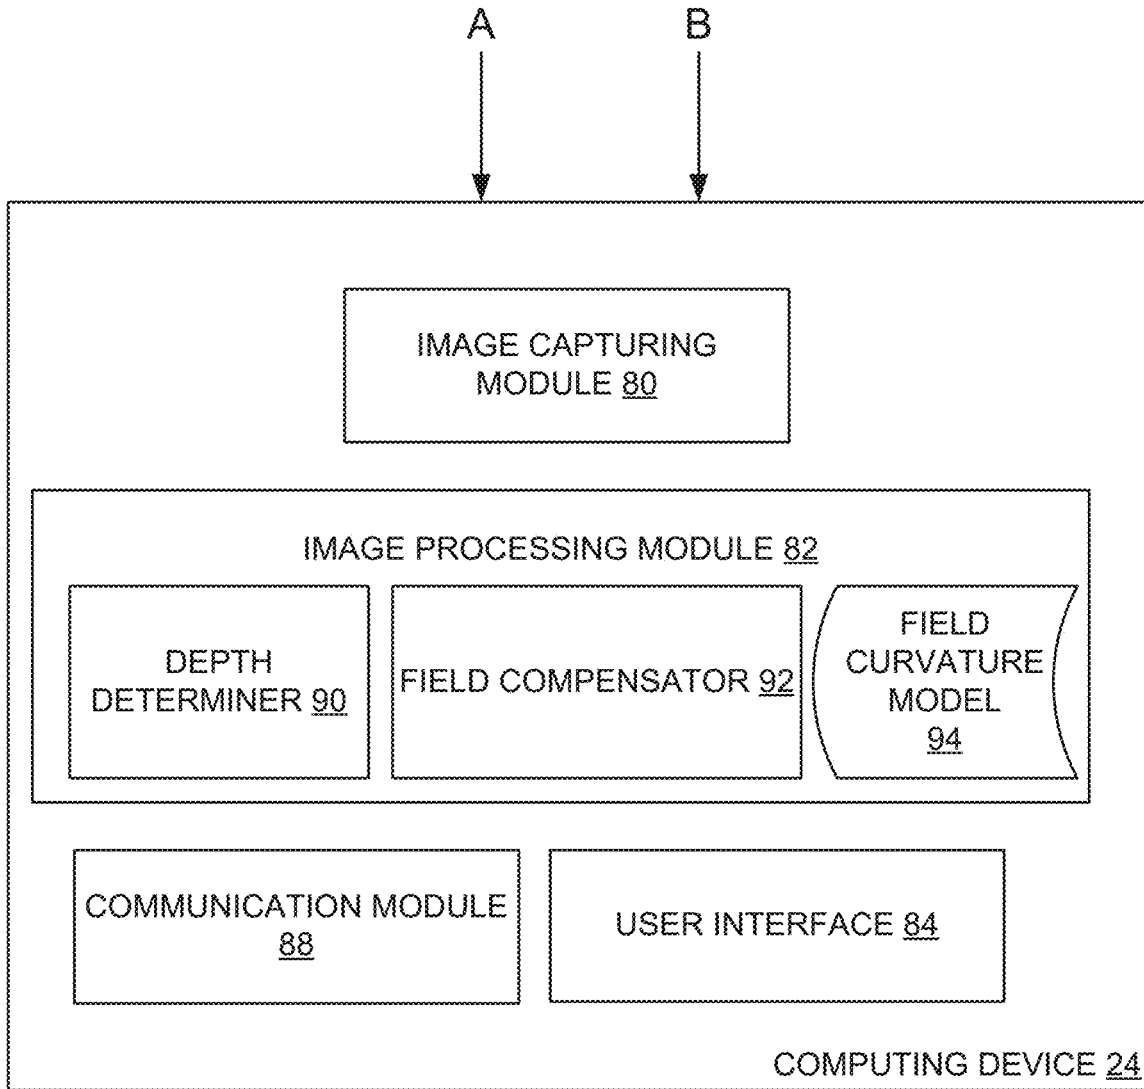 A
B
IMAGE CAPTURING
MODULE 80
IMAGE PROCESSING MODULE 82
DEPTH
DETERMINER 90
FIELD COMPENSATOR 92
FIELD
CURVATURE
MODEL
94
COMMUNICATION MODULE
88
USER INTERFACE 84
COMPUTING DEVICE 24